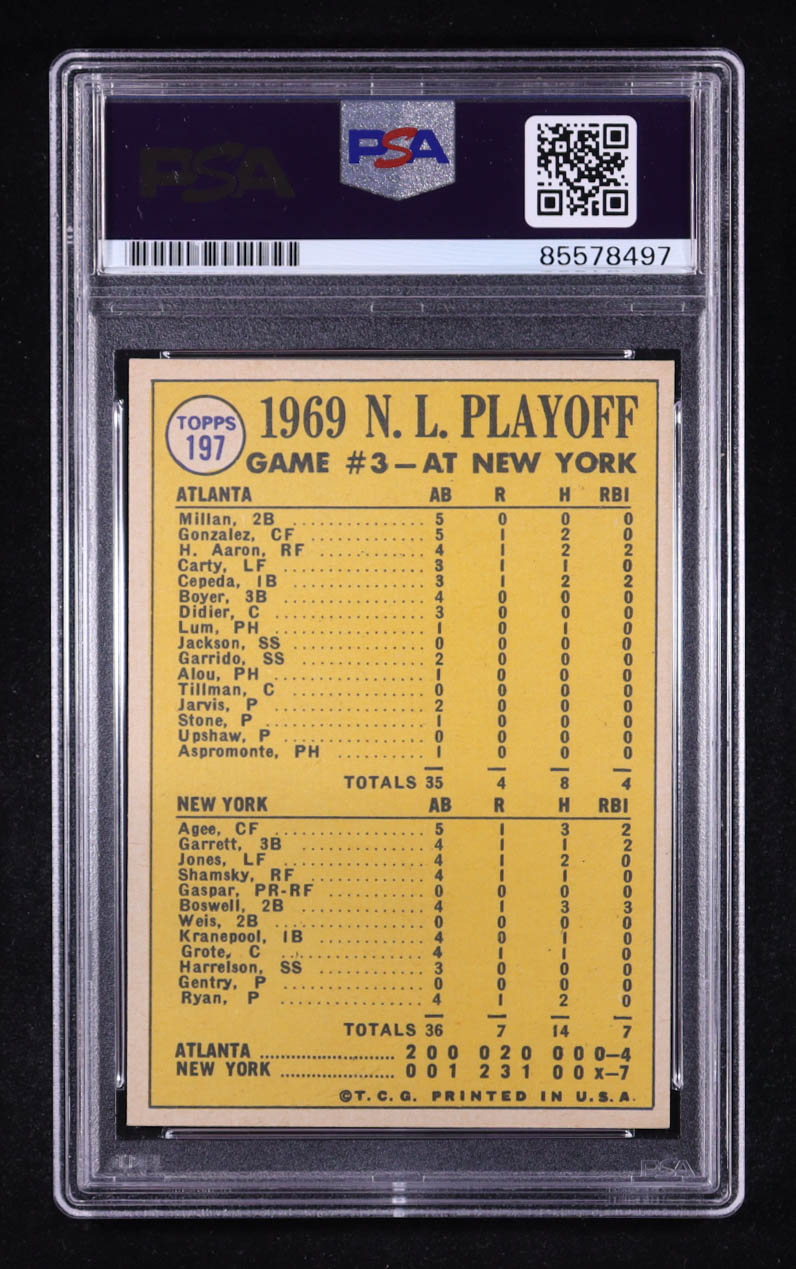 PSA
PSA
85578497
TOPPS
197
1969 N. L. PLAYOFF
GAME #3—AT NEW YORK
ATLANTA AB R H RBI
Millan, 2B .................. 5 0 0 0
Gonzalez, CF ............... 5 1 2 0
H. Aaron, RF ............... 4 1 2 2
Carty, LF .................... 3 1 1 0
Cepeda, 1B .................. 3 1 2 2
Boyer, 3B ................... 4 0 0 0
Didier, C .................... 3 0 0 0
Lum, PH .................... 1 0 1 0
Jackson, SS ................ 0 0 0 0
Garrido, SS ................. 2 0 0 0
Alou, PH .................... 1 0 0 0
Tillman, C .................. 0 0 0 0
Jarvis, P .................... 2 0 0 0
Stone, P .................... 1 0 0 0
Upshaw, P .................. 0 0 0 0
Aspromonte, PH .......... 1 0 0 0
TOTALS 35 4 8 4
NEW YORK AB R H RBI
Agee, CF ................... 5 1 3 2
Garrett, 3B ................. 4 1 1 2
Jones, LF ................... 4 1 2 0
Shamsky, RF ............... 4 1 1 0
Gaspar, PR-RF ............ 0 0 0 0
Boswell, 2B ................. 4 1 3 3
Weis, 2B .................... 0 0 0 0
Kranepool, 1B .............. 4 0 1 0
Grote, C .................... 4 1 1 0
Harrelson, SS .............. 3 0 0 0
Gentry, P ................... 0 0 0 0
Ryan, P ..................... 4 1 2 0
TOTALS 36 7 14 7
ATLANTA ........................ 2 0 0 0 2 0 0 0 0—4
NEW YORK .................... 0 0 1 2 3 1 0 0 x—7
©T. C. G. PRINTED IN U. S. A.
PSA